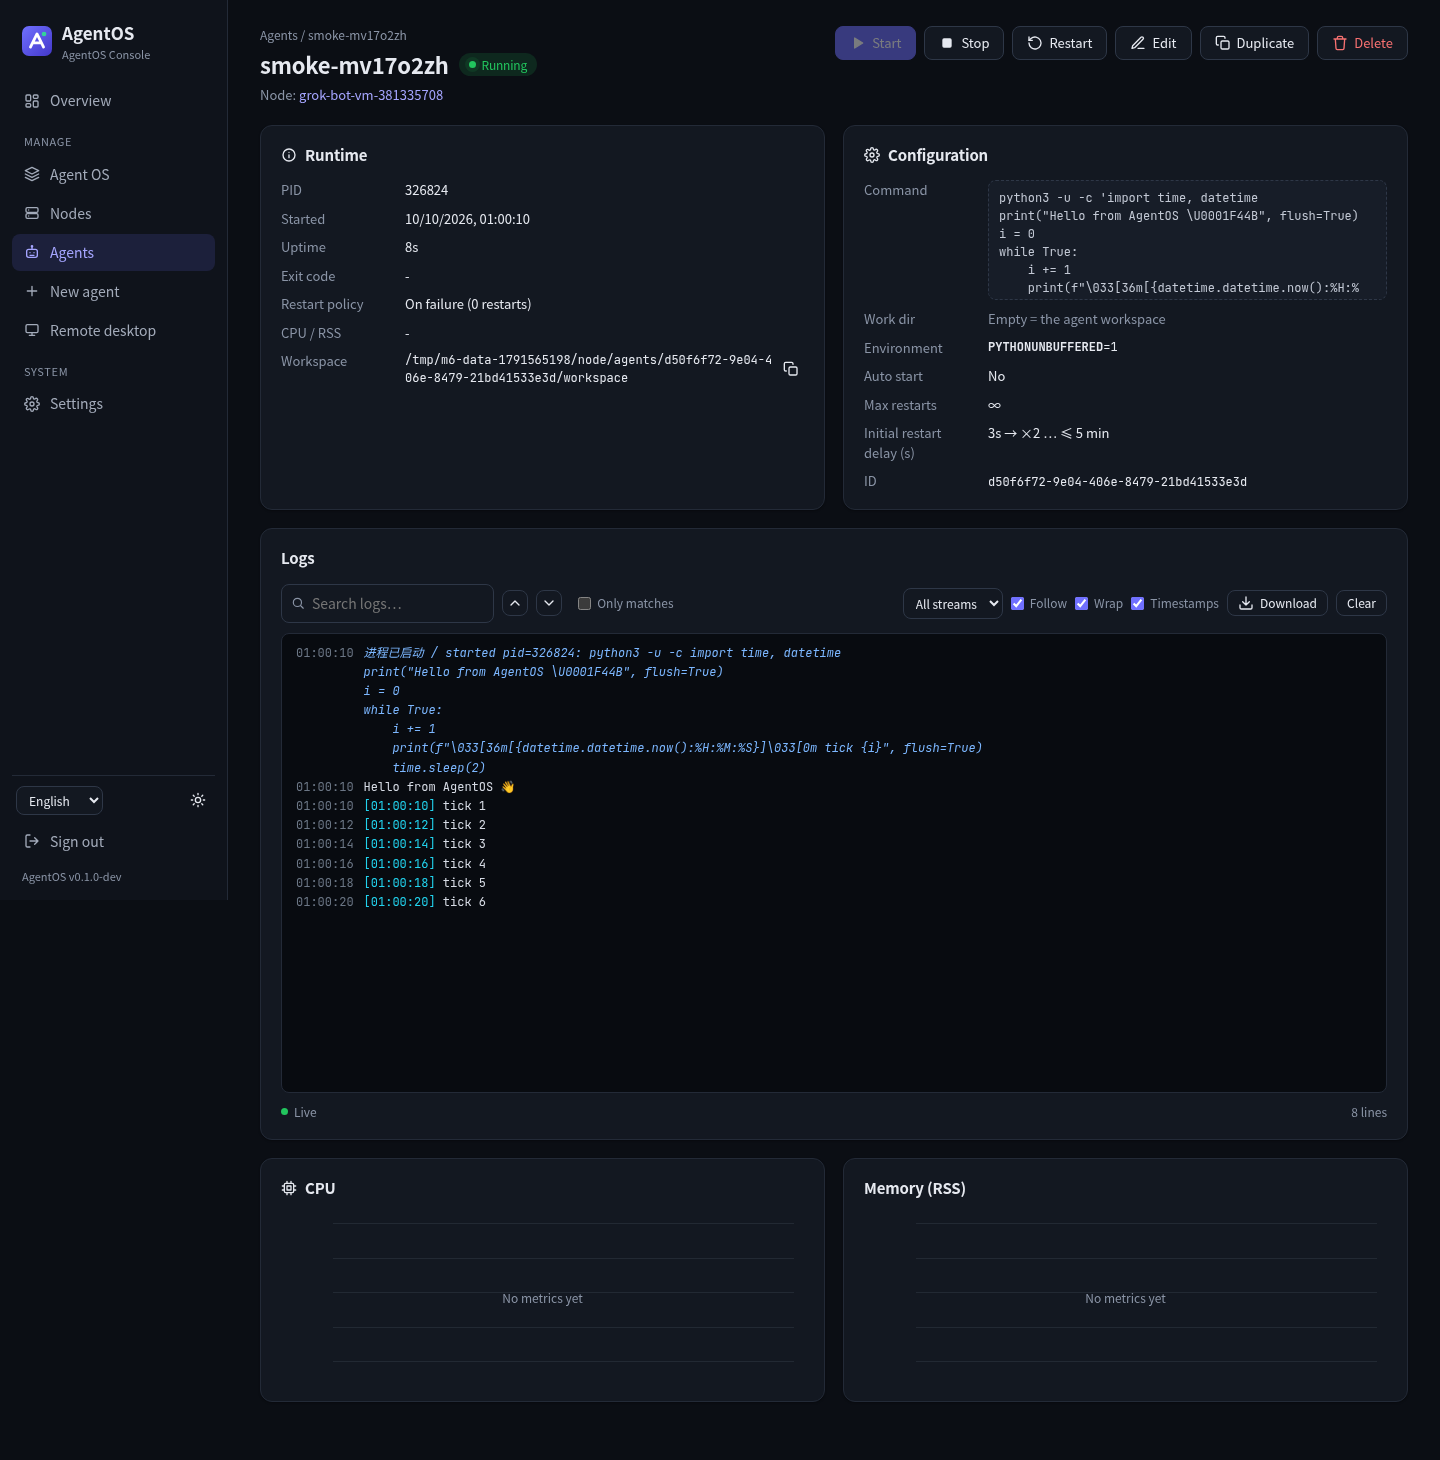 AgentOS
AgentOS Console
Overview
MANAGE
Agent OS
Nodes
Agents
New agent
Remote desktop
SYSTEM
Settings
English
Sign out
AgentOS v0.1.0-dev
Agents / smoke-mv17o2zh
smoke-mv17o2zh
Running
Node: grok-bot-vm-381335708
Start
Stop
Restart
Edit
Duplicate
Delete
Runtime
PID 326824
Started 10/10/2026, 01:00:10
Uptime 8s
Exit code -
Restart policy On failure (0 restarts)
CPU / RSS -
Workspace /tmp/m6-data-1791565198/node/agents/d50f6f72-9e04-4
06e-8479-21bd41533e3d/workspace
Configuration
Command
python3 -u -c 'import time, datetime
print("Hello from AgentOS \U0001F44B", flush=True)
i = 0
while True:
    i += 1
    print(f"\033[36m[{datetime.datetime.now():%H:%
Work dir Empty = the agent workspace
Environment PYTHONUNBUFFERED=1
Auto start No
Max restarts ∞
Initial restart
delay (s) 3s → ×2 … ⩽ 5 min
ID d50f6f72-9e04-406e-8479-21bd41533e3d
Logs
Search logs…
Only matches
All streams
Follow
Wrap
Timestamps
Download
Clear
01:00:10 进程已启动 / started pid=326824: python3 -u -c import time, datetime
print("Hello from AgentOS \U0001F44B", flush=True)
i = 0
while True:
    i += 1
    print(f"\033[36m[{datetime.datetime.now():%H:%M:%S}]\033[0m tick {i}", flush=True)
    time.sleep(2)
01:00:10 Hello from AgentOS 👋
01:00:10 [01:00:10] tick 1
01:00:12 [01:00:12] tick 2
01:00:14 [01:00:14] tick 3
01:00:16 [01:00:16] tick 4
01:00:18 [01:00:18] tick 5
01:00:20 [01:00:20] tick 6
Live
8 lines
CPU
No metrics yet
Memory (RSS)
No metrics yet